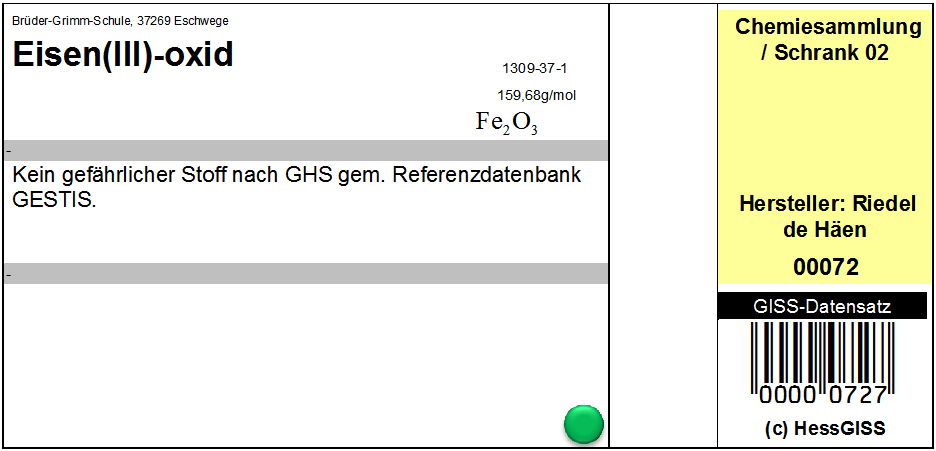 Brüder-Grimm-Schule, 37269 Eschwege
Eisen(III)-oxid
1309-37-1
159,68g/mol
Fe₂O₃
-
Kein gefährlicher Stoff nach GHS gem. Referenzdatenbank
GESTIS.
-
Chemiesammlung
/ Schrank 02
Hersteller: Riedel
de Häen
00072
GISS-Datensatz
0000 0727
(c) HessGISS